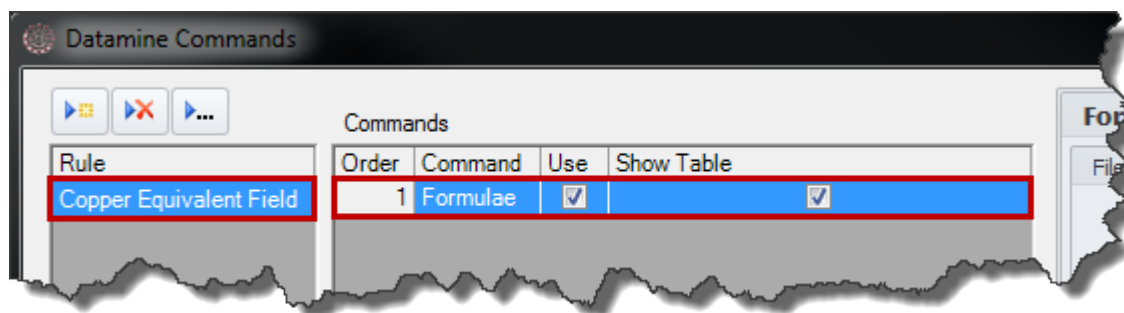 Datamine Commands
...
Commands
Rule
Order Command Use Show Table
Copper Equivalent Field
1 Formulae